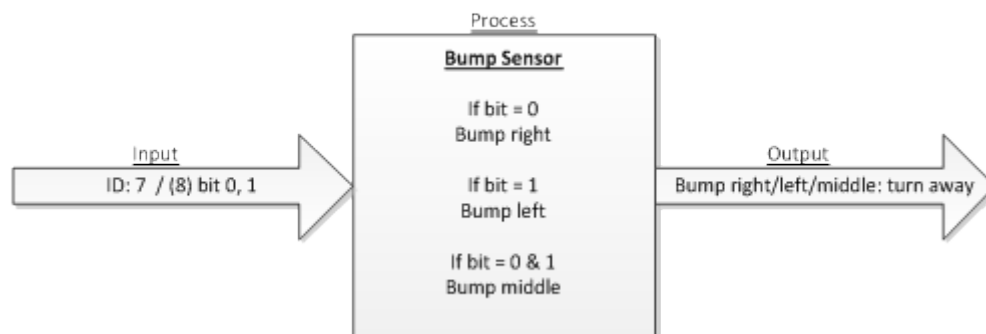 Process
Bump Sensor
If bit = 0
Bump right
Input
ID: 7 / (8) bit 0, 1
If bit = 1
Bump left
Output
Bump right/left/middle: turn away
If bit = 0 & 1
Bump middle